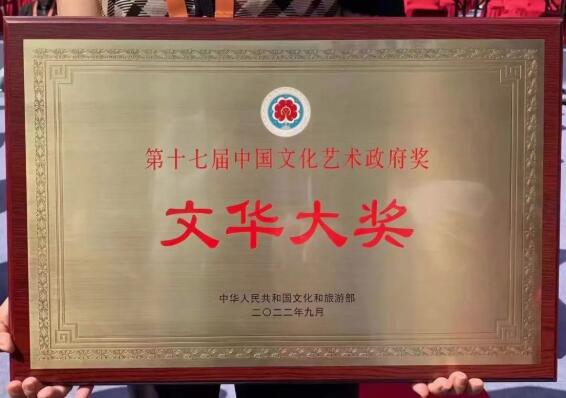 第十七届中国文化艺术政府奖
文华大奖
中华人民共和国文化和旅游部
二〇二二年九月